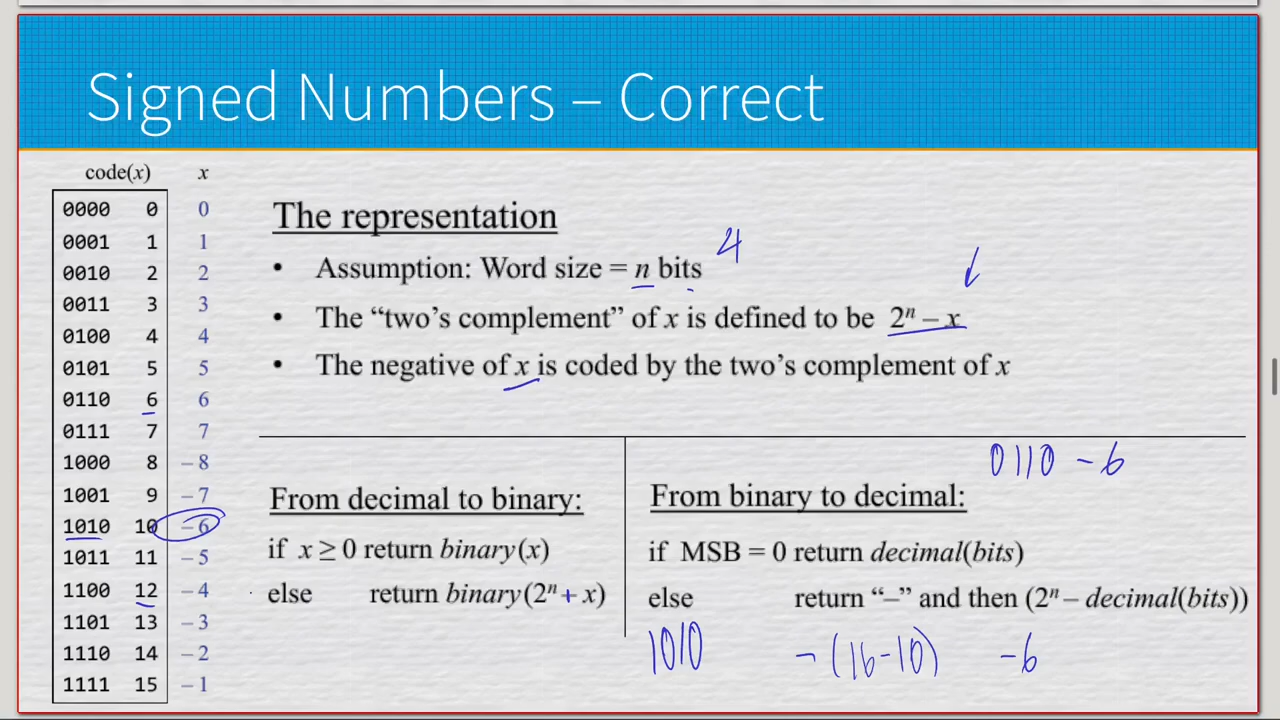 Signed Numbers – Correct
code(x) x
0000 0 0
0001 1 1
0010 2 2
0011 3 3
0100 4 4
0101 5 5
0110 6 6
0111 7 7
1000 8 –8
1001 9 –7
1010 10 –6
1011 11 –5
1100 12 –4
1101 13 –3
1110 14 –2
1111 15 –1
The representation
4
• Assumption: Word size = n bits
• The “two’s complement” of x is defined to be 2ⁿ – x
• The negative of x is coded by the two’s complement of x
From decimal to binary:
if x ≥ 0 return binary(x)
else return binary(2ⁿ + x)
0110 - 6
From binary to decimal:
if MSB = 0 return decimal(bits)
else return “–” and then (2ⁿ – decimal(bits))
1010 - (16-10) -6